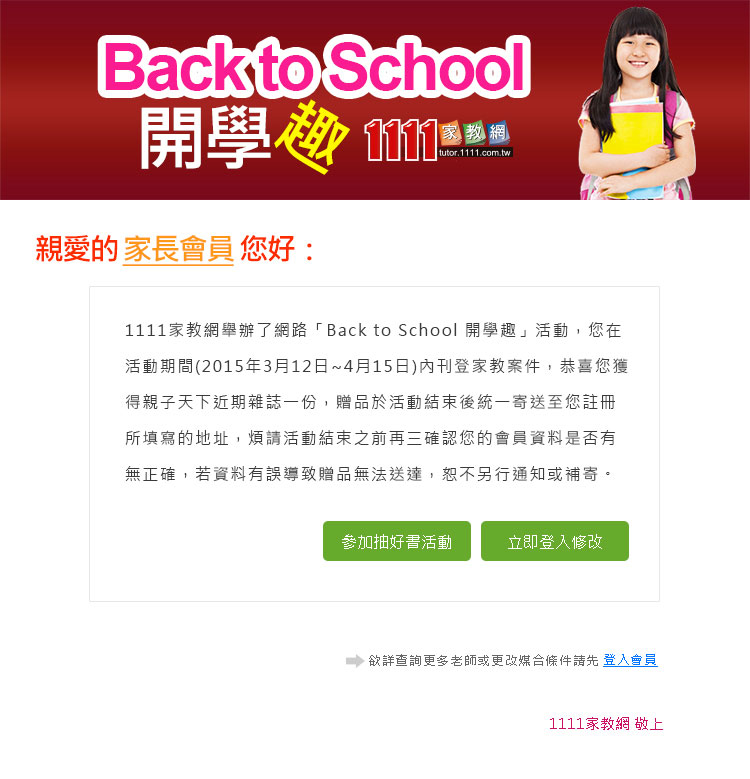 Back to School
開學趣 1111家教網
tutor.1111.com.tw
親愛的 家長會員 您好：
1111家教網舉辦了網路「Back to School 開學趣」活動，您在
活動期間(2015年3月12日~4月15日)內刊登家教案件，恭喜您獲
得親子天下近期雜誌一份，贈品於活動結束後統一寄送至您註冊
所填寫的地址，煩請活動結束之前再三確認您的會員資料是否有
無正確，若資料有誤導致贈品無法送達，恕不另行通知或補寄。
參加抽好書活動 立即登入修改
欲詳查詢更多老師或更改媒合條件請先 登入會員
1111家教網 敬上